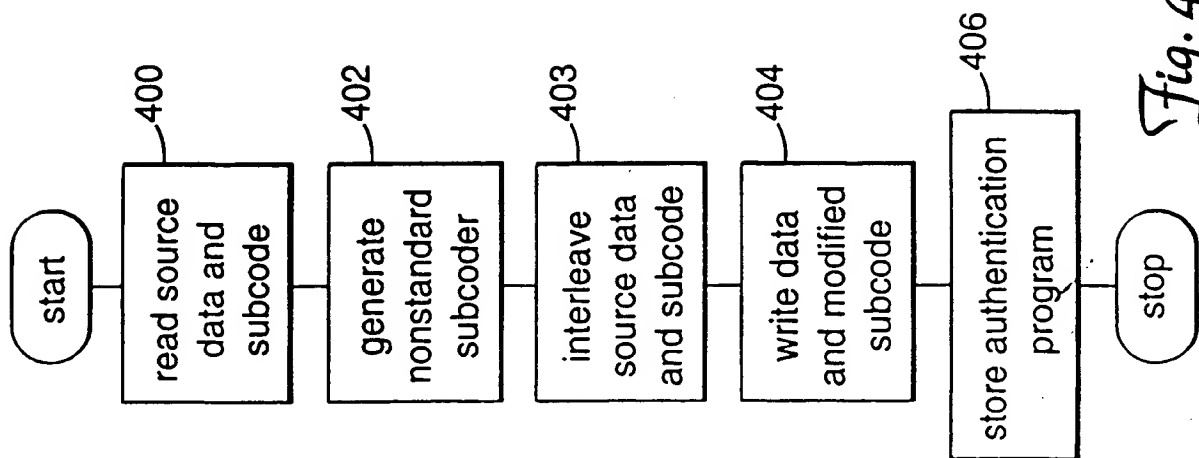 start
400
read source
data and
subcode
402
generate
nonstandard
subcoder
403
interleave
source data
and subcode
404
write data
and modified
subcode
406
store authentication
program
stop
Fig. 4